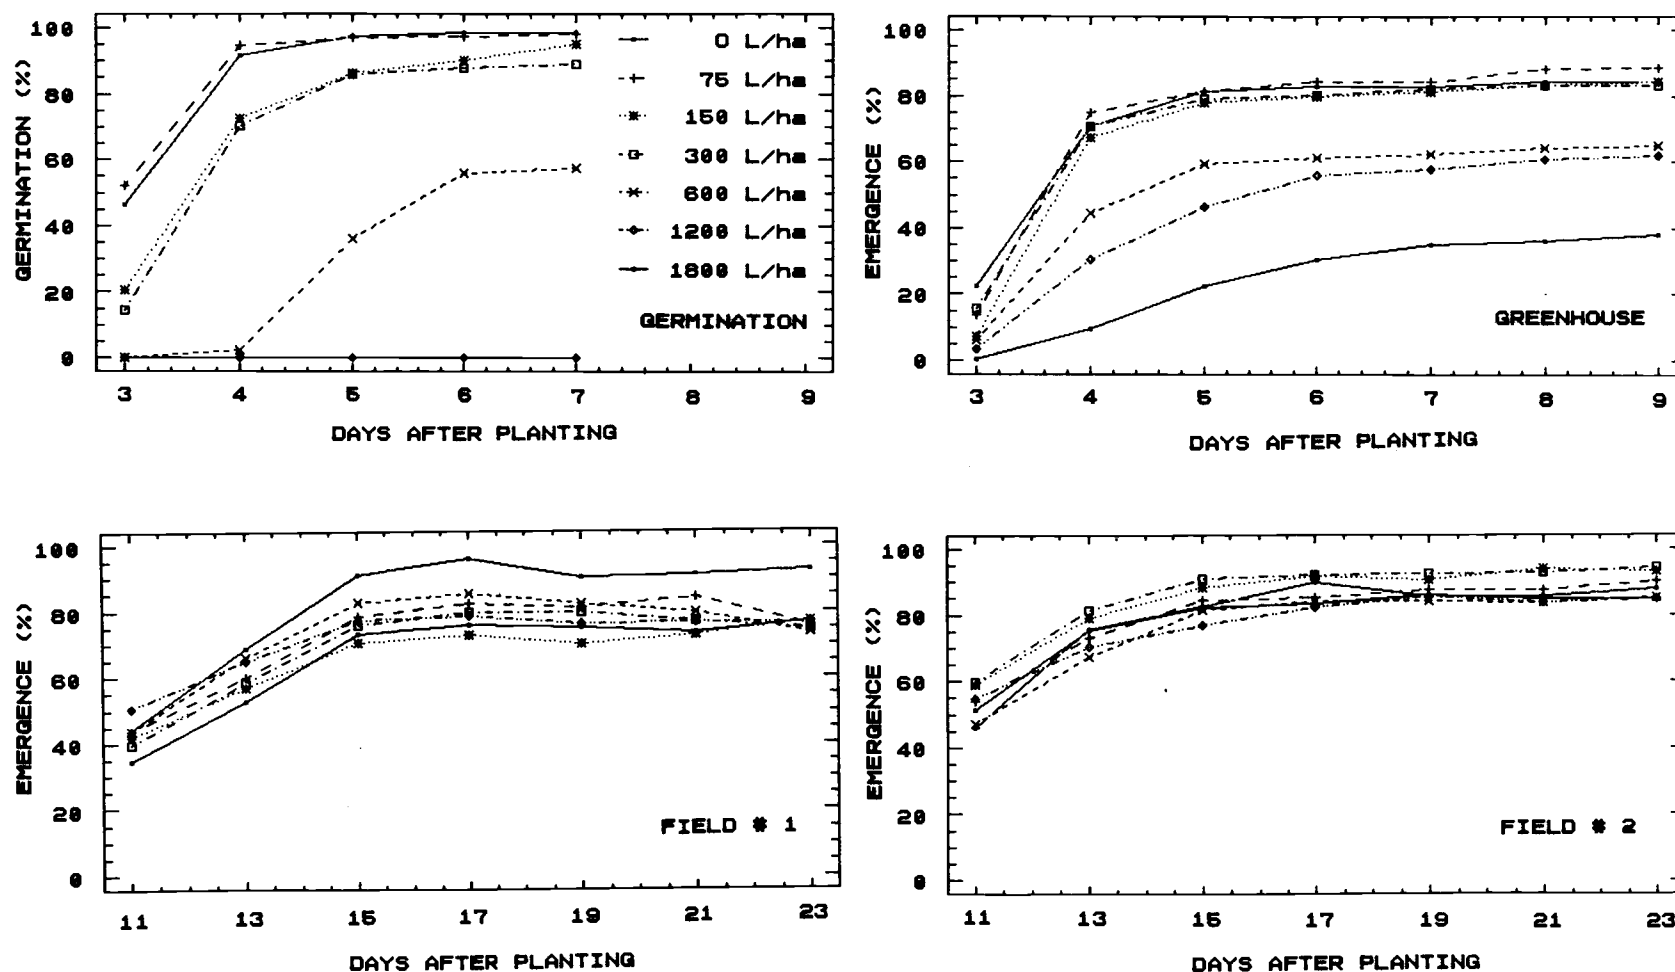 GERMINATION (%)
100
80
60
40
20
0
0 L/ha
75 L/ha
150 L/ha
300 L/ha
600 L/ha
1200 L/ha
1800 L/ha
GERMINATION
3 4 5 6 7 8 9
DAYS AFTER PLANTING
EMERGENCE (%)
100
80
60
40
20
0
GREENHOUSE
3 4 5 6 7 8 9
DAYS AFTER PLANTING
EMERGENCE (%)
100
80
60
40
20
0
FIELD # 1
11 13 15 17 19 21 23
DAYS AFTER PLANTING
EMERGENCE (%)
100
80
60
40
20
0
FIELD # 2
11 13 15 17 19 21 23
DAYS AFTER PLANTING